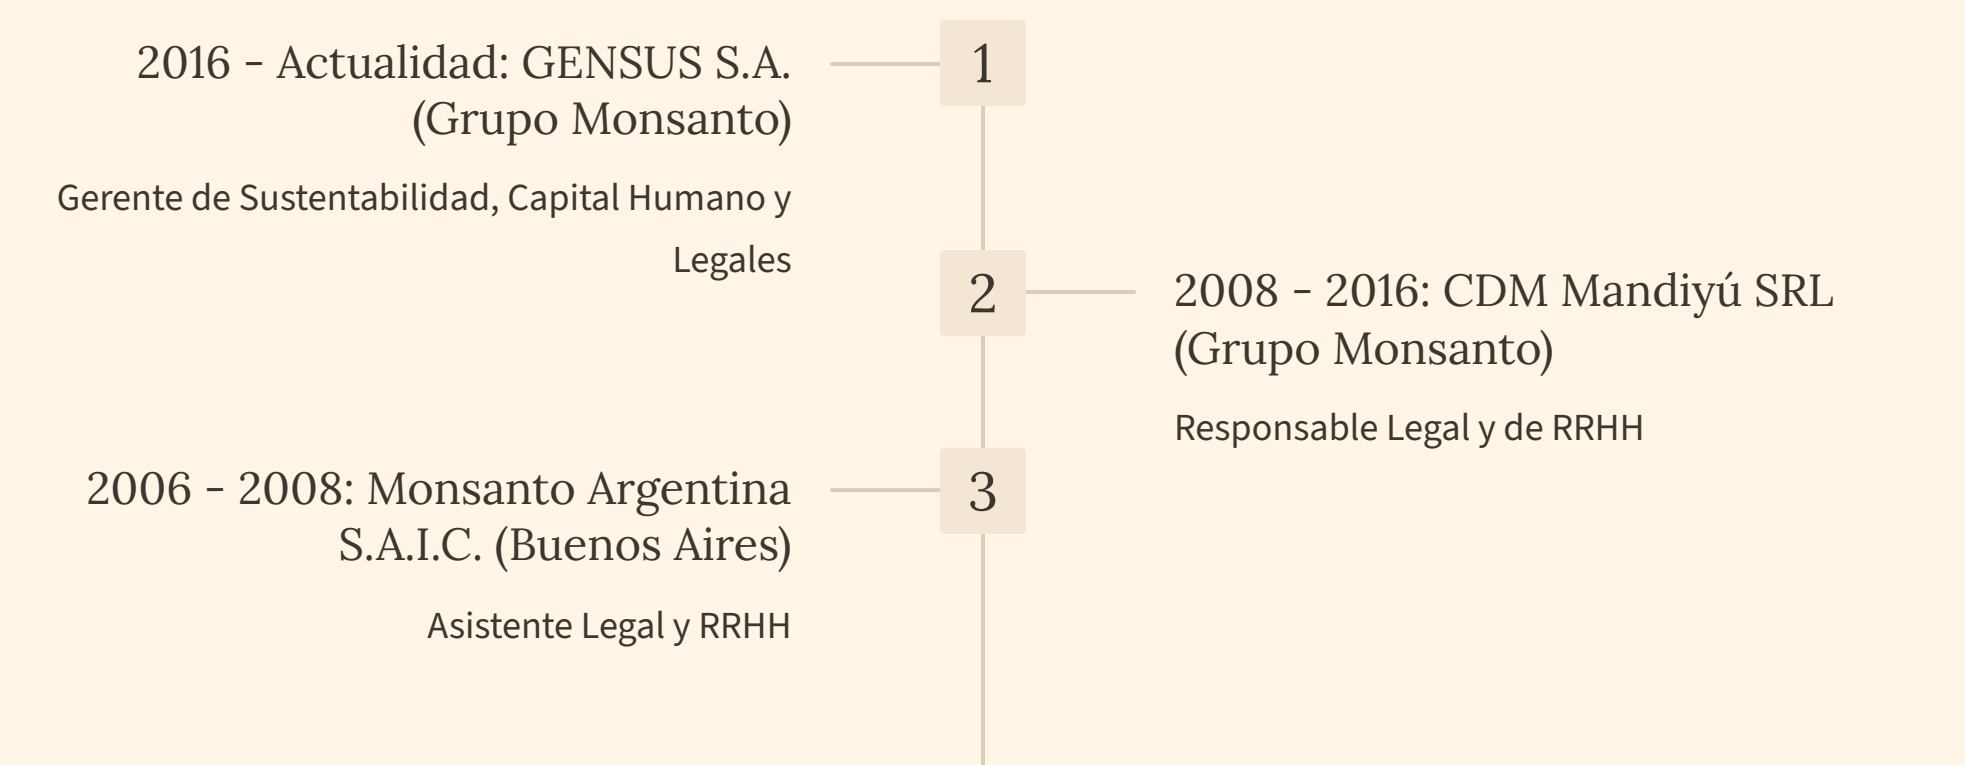 1
2016 - Actualidad: GENSUS S.A.
(Grupo Monsanto)
Gerente de Sustentabilidad, Capital Humano y
Legales
2
2008 - 2016: CDM Mandiyú SRL
(Grupo Monsanto)
Responsable Legal y de RRHH
3
2006 - 2008: Monsanto Argentina
S.A.I.C. (Buenos Aires)
Asistente Legal y RRHH